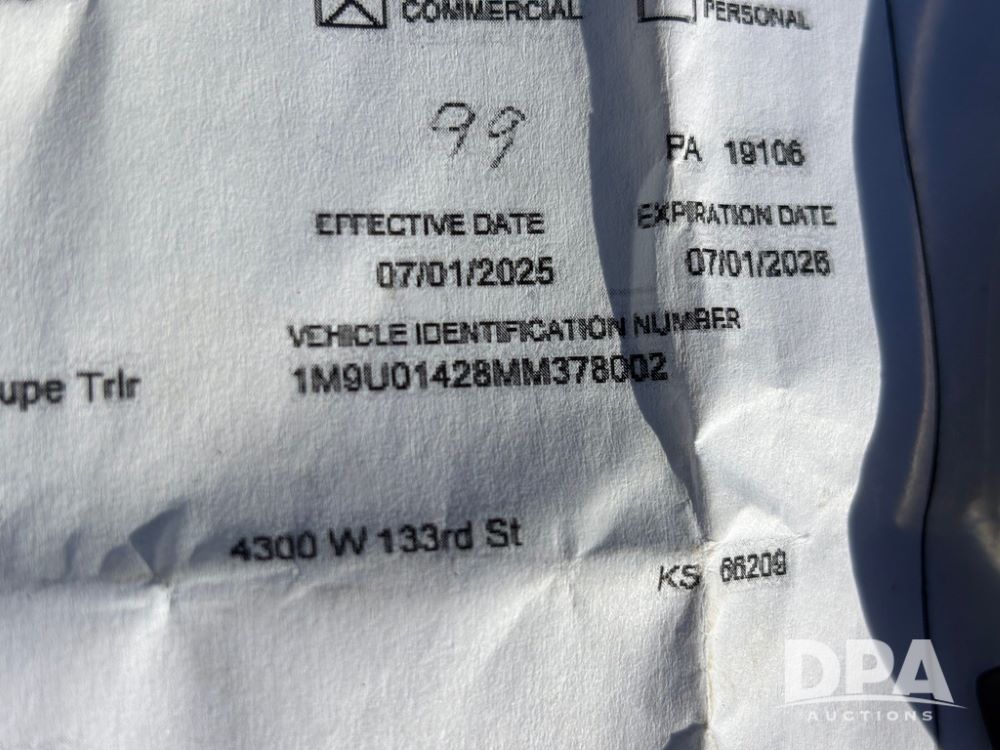 COMMERCIAL PERSONAL
99
PA 19106
EFFECTIVE DATE EXPIRATION DATE
07/01/2025 07/01/2026
VEHICLE IDENTIFICATION NUMBER
upe Trlr 1M9U01428MM378002
4300 W 133rd St
KS 66209
DPA
AUCTIONS